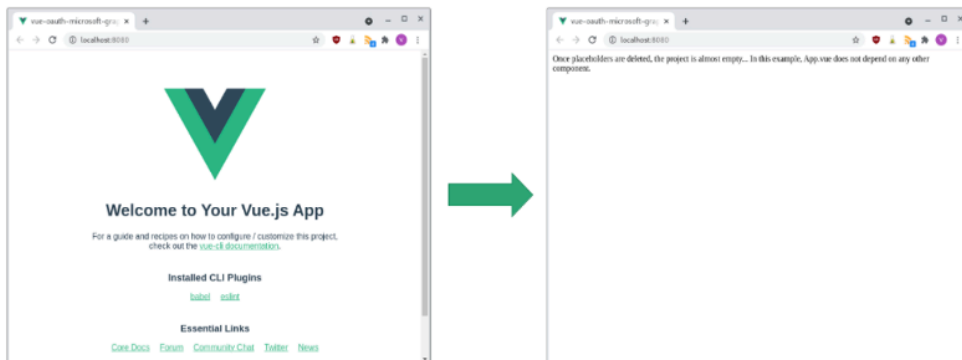 vue-oauth-microsoft-grap
localhost:8080
Welcome to Your Vue.js App
For a guide and recipes on how to configure / customize this project,
check out the vue-cli documentation.
Installed CLI Plugins
babel eslint
Essential Links
Core Docs Forum Community Chat Twitter News
vue-oauth-microsoft-grap
localhost:8080
Once placeholders are deleted, the project is almost empty... In this example, App.vue does not depend on any other
component.